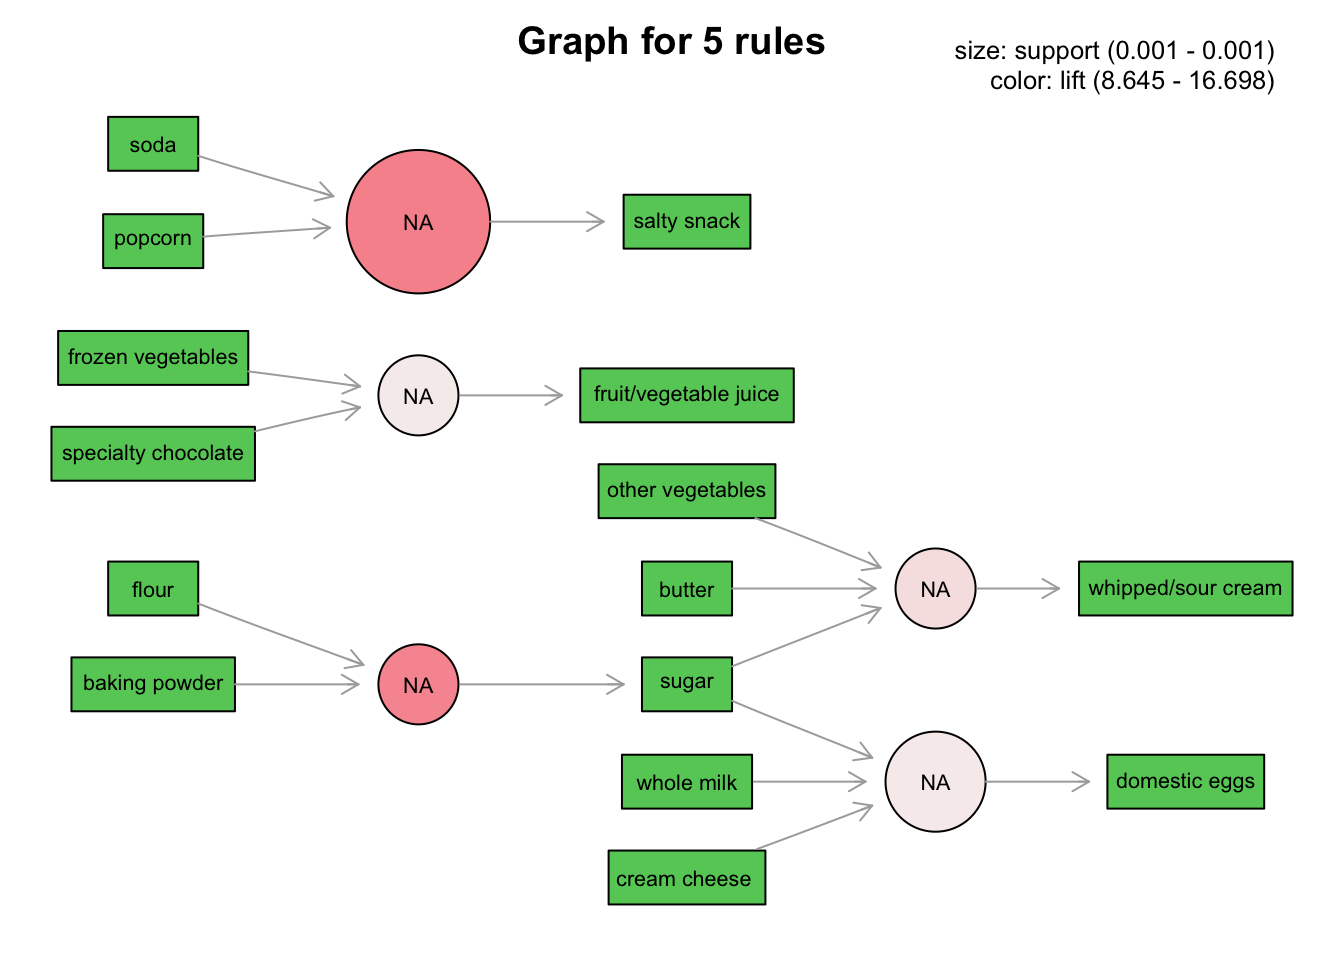 Graph for 5 rules
size: support (0.001 - 0.001)
color: lift (8.645 - 16.698)
soda
popcorn
NA
salty snack
frozen vegetables
specialty chocolate
NA
fruit/vegetable juice
other vegetables
flour
butter
NA
whipped/sour cream
baking powder
NA
sugar
whole milk
NA
domestic eggs
cream cheese